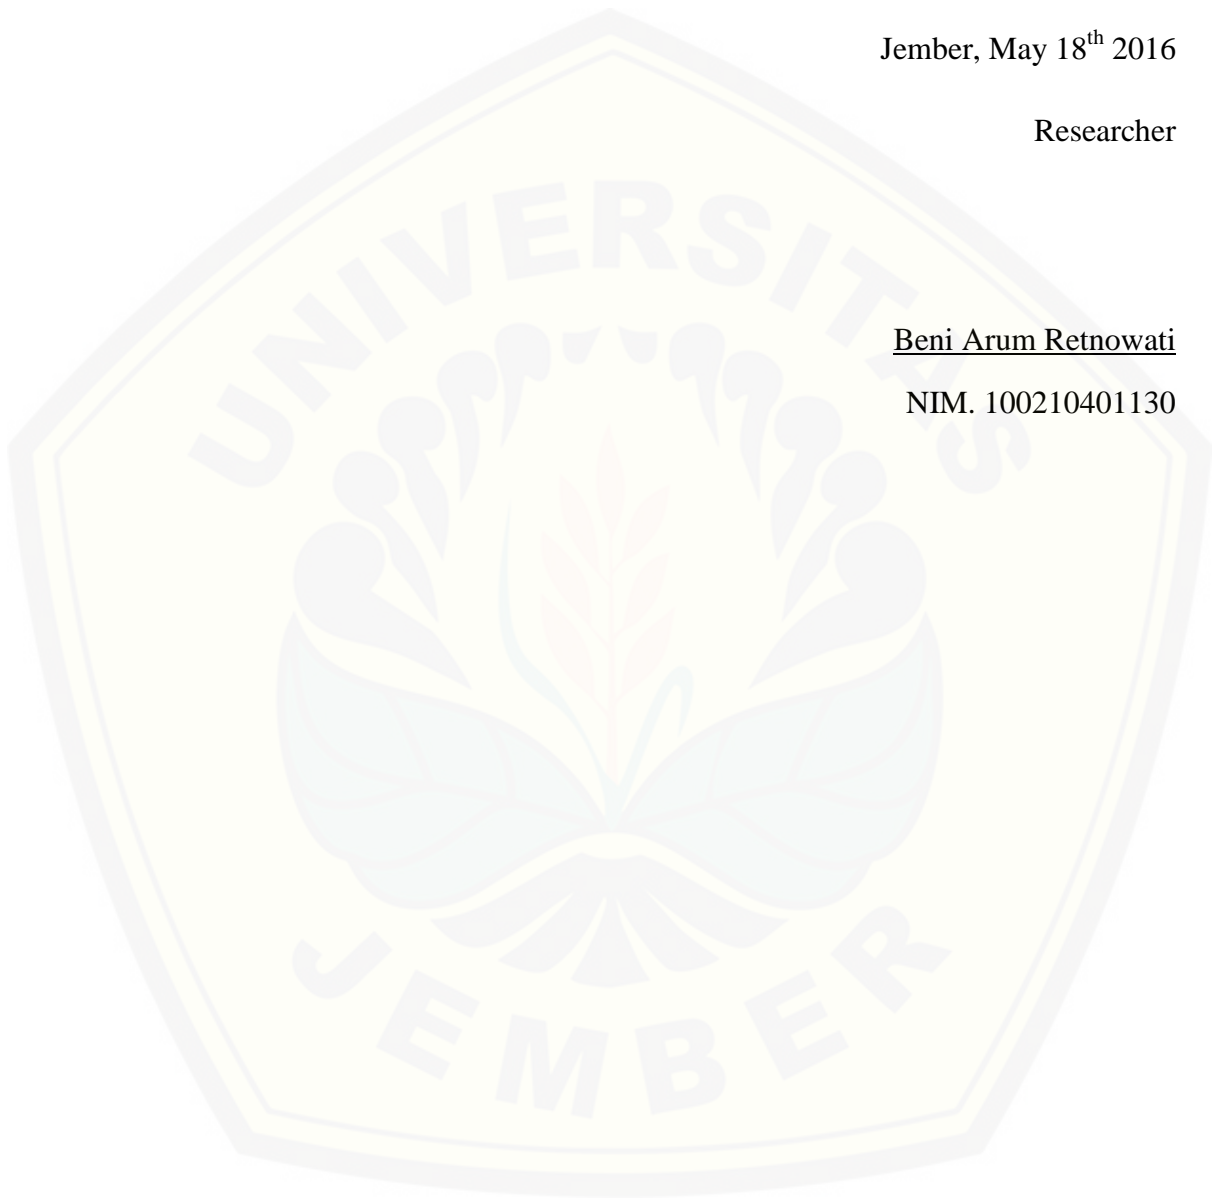 Jember, May 18th 2016
Researcher
UNIVERSITAS
Beni Arum Retnowati
NIM. 100210401130
JEMBER